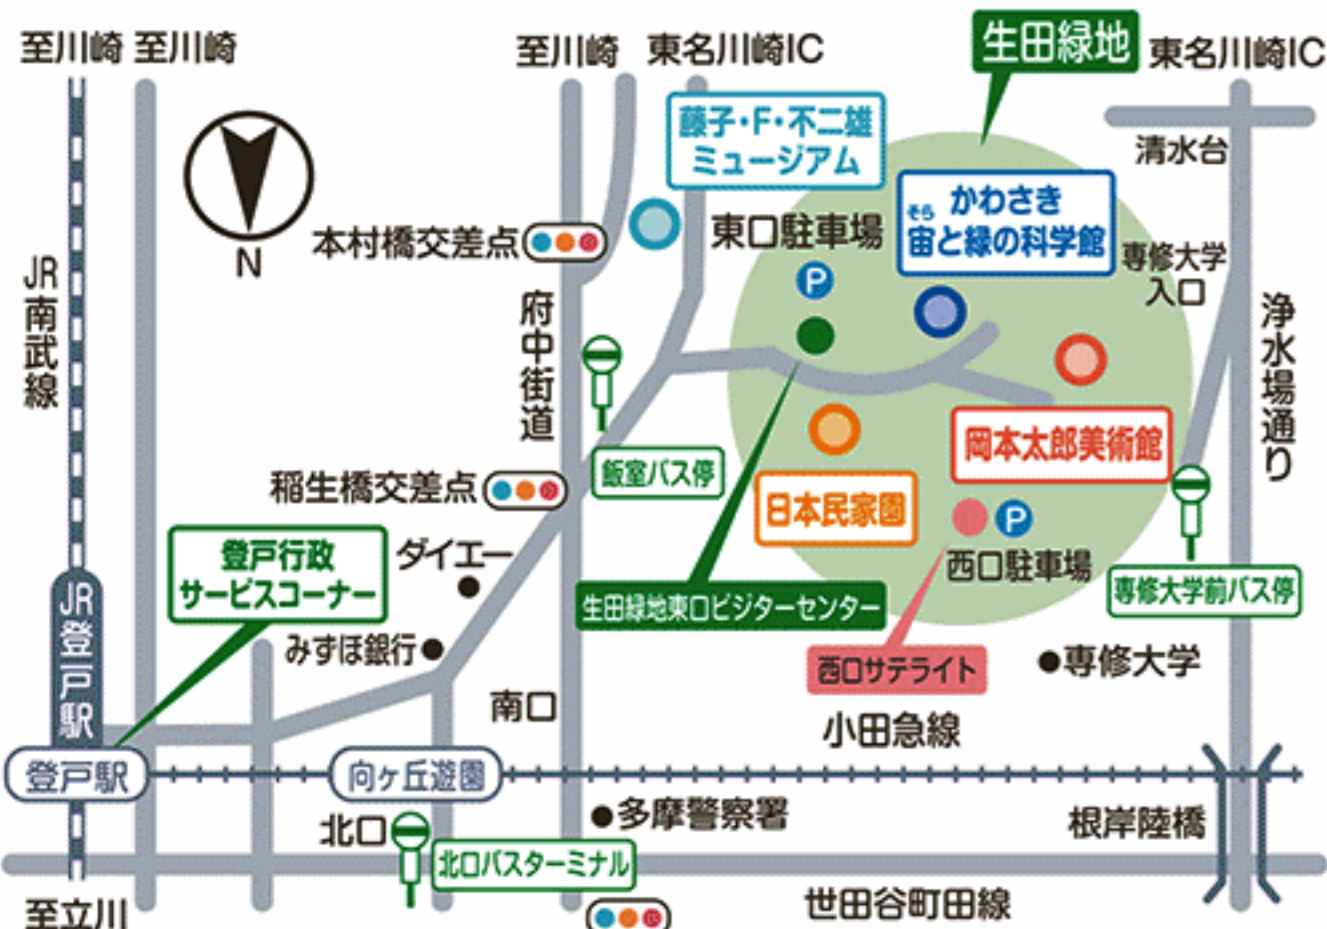 至川崎
至川崎
至川崎
東名川崎IC
生田緑地
東名川崎IC
藤子・F・不二雄
ミュージアム
清水台
そら
かわさき
宙と緑の科学館
本村橋交差点
東口駐車場
P
専修大学
入口
N
JR南武線
府中街道
浄水場通り
岡本太郎美術館
飯室バス停
稲生橋交差点
日本民家園
P
西口駐車場
登戸行政
サービスコーナー
ダイエー
生田緑地東口ビジターセンター
専修大学前バス停
JR登戸駅
みずほ銀行
西口サテライト
専修大学
南口
小田急線
登戸駅
向ヶ丘遊園
北口
多摩警察署
根岸陸橋
北口バスターミナル
至立川
世田谷町田線